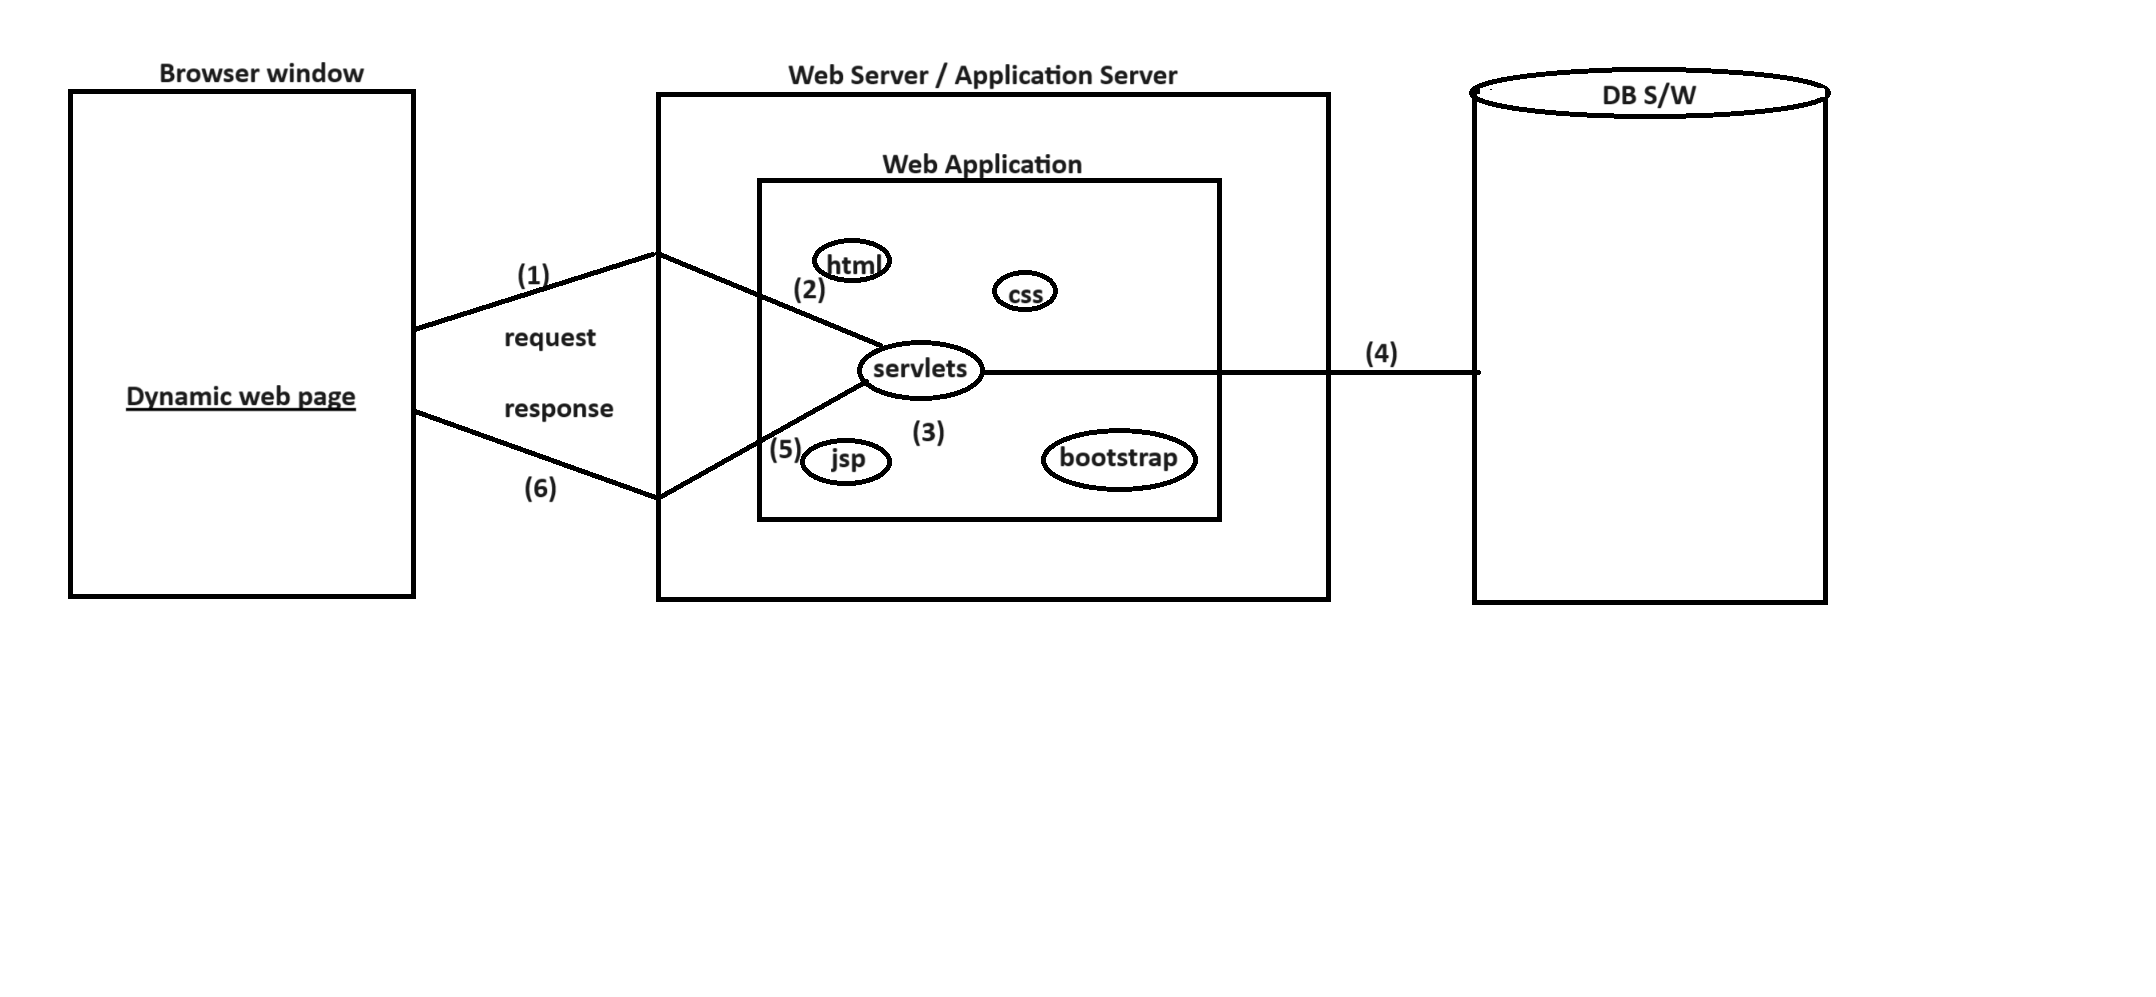 Browser window
Web Server / Application Server
DB S/W
Web Application
html
css
(1)
(2)
request
servlets
(4)
Dynamic web page
response
(3)
(5)
jsp
bootstrap
(6)